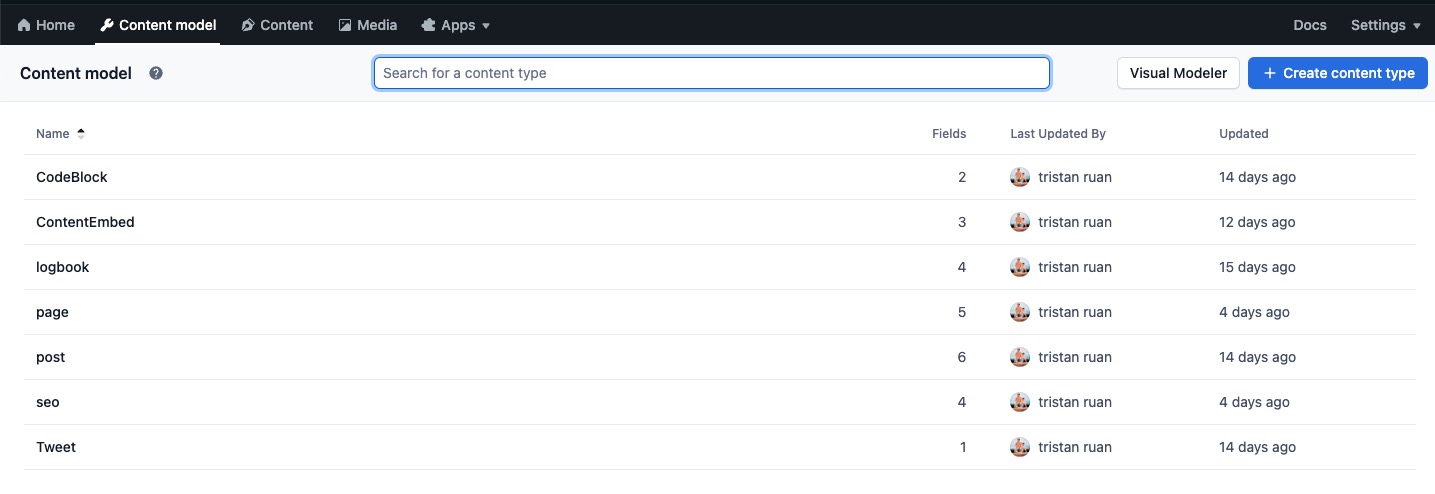 Home Content model Content Media Apps Docs Settings
Content model ? Search for a content type Visual Modeler + Create content type
Name Fields Last Updated By Updated
CodeBlock 2 tristan ruan 14 days ago
ContentEmbed 3 tristan ruan 12 days ago
logbook 4 tristan ruan 15 days ago
page 5 tristan ruan 4 days ago
post 6 tristan ruan 14 days ago
seo 4 tristan ruan 4 days ago
Tweet 1 tristan ruan 14 days ago